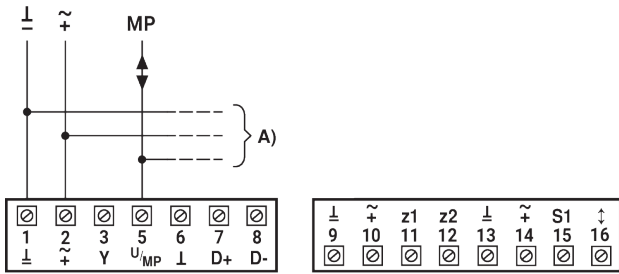 ⊥ ~ MP
= +
A)
1 2 3 5 6 7 8
⊥ ~ Y U/MP ⊥ D+ D-
= +
⊥ ~ z1 z2 ⊥ ~ S1 ↕
= + = +
9 10 11 12 13 14 15 16